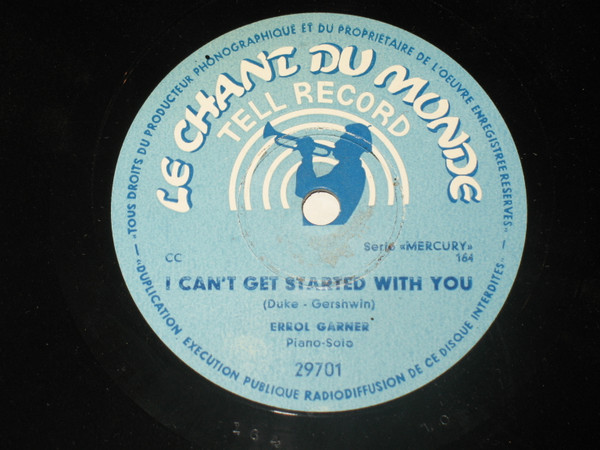 «TOUS DROITS DU PRODUCTEUR PHONOGRAPHIQUE ET DU PROPRIETAIRE DE L'OEUVRE ENREGISTREE RESERVES»
LE CHANT DU MONDE
TELL RECORD
Serie «MERCURY»
CC 164
I CAN'T GET STARTED WITH YOU
(Duke - Gershwin)
ERROL GARNER
Piano-Solo
29701
«DUPLICATION, EXECUTION PUBLIQUE RADIODIFFUSION DE CE DISQUE INTERDITES»
164